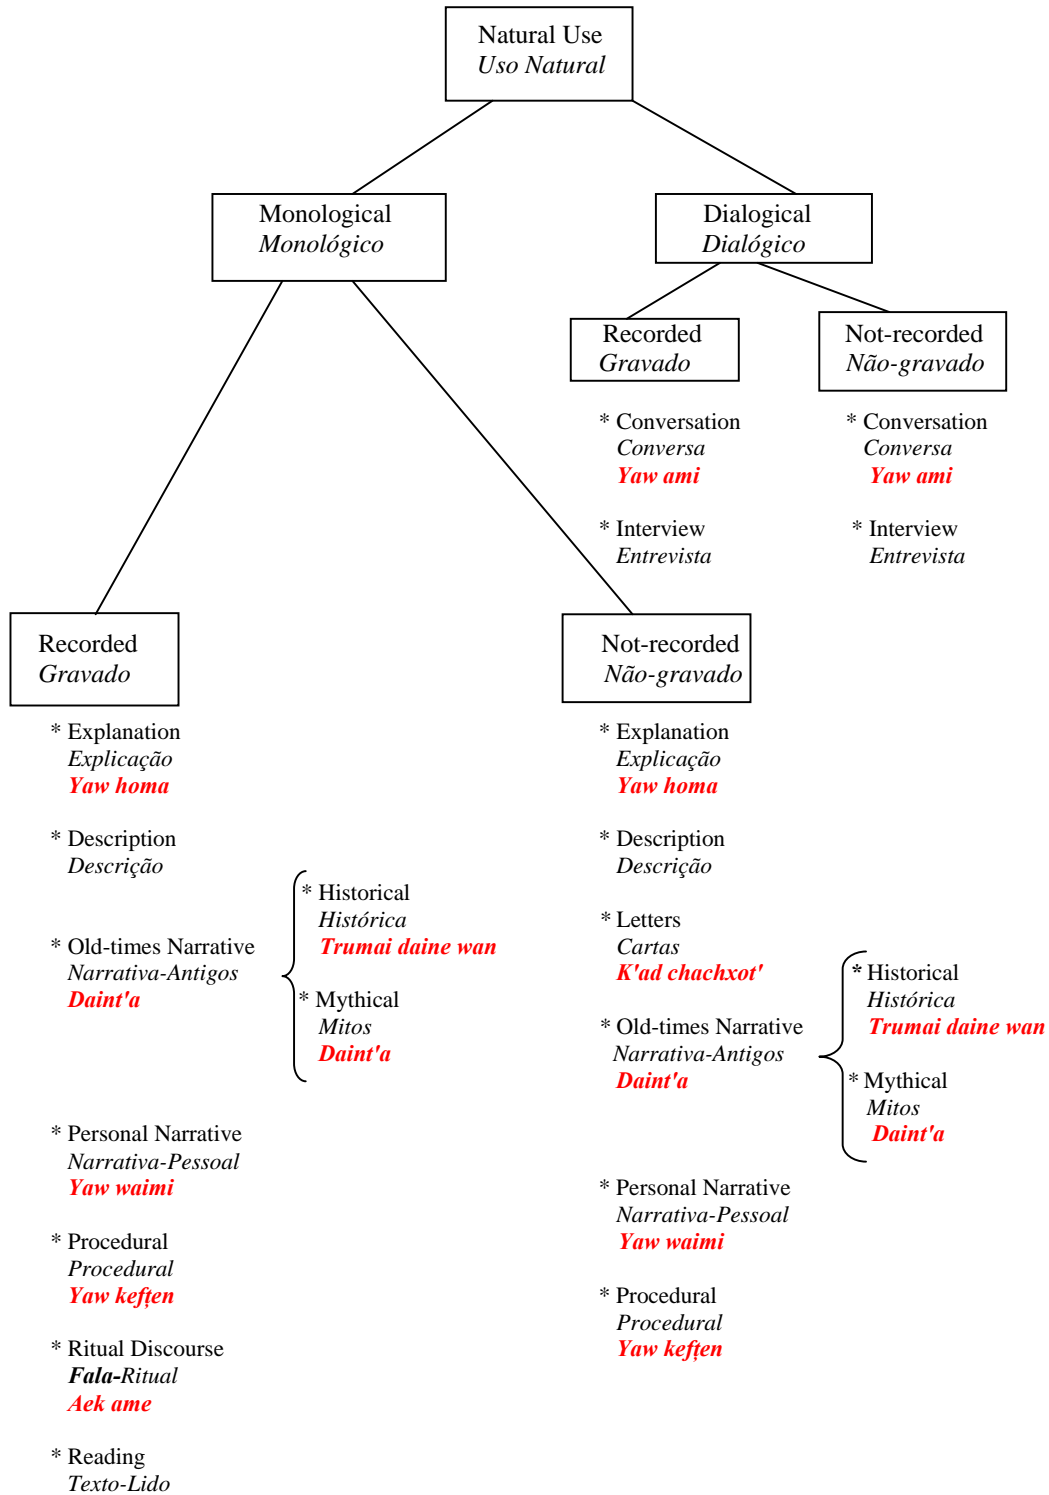 Natural Use
Uso Natural
Monological
Monológico
Dialogical
Dialógico
Recorded
Gravado
Not-recorded
Não-gravado
* Conversation
Conversa
Yaw ami
* Interview
Entrevista
* Conversation
Conversa
Yaw ami
* Interview
Entrevista
Recorded
Gravado
Not-recorded
Não-gravado
* Explanation
Explicação
Yaw homa
* Description
Descrição
* Old-times Narrative
Narrativa-Antigos
Daint'a
* Historical
Histórica
Trumai daine wan
* Mythical
Mitos
Daint'a
* Personal Narrative
Narrativa-Pessoal
Yaw waimi
* Procedural
Procedural
Yaw kefţen
* Ritual Discourse
Fala-Ritual
Aek ame
* Reading
Texto-Lido
* Explanation
Explicação
Yaw homa
* Description
Descrição
* Letters
Cartas
K'ad chachxot'
* Old-times Narrative
Narrativa-Antigos
Daint'a
* Historical
Histórica
Trumai daine wan
* Mythical
Mitos
Daint'a
* Personal Narrative
Narrativa-Pessoal
Yaw waimi
* Procedural
Procedural
Yaw kefţen